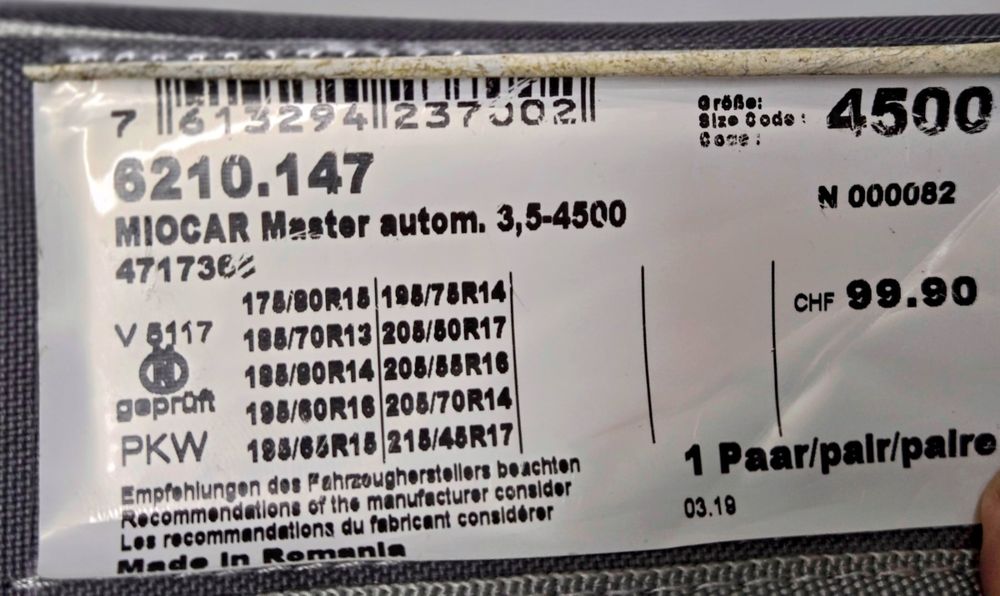 7 613294 237002
Größe:
Size Code:
Code:
4500
6210.147
N 000082
MIOCAR Master autom. 3,5-4500
CHF 99.90
V 5117
geprüft
PKW
175/80R15 195/75R14
185/70R13 205/50R17
185/80R14 205/55R16
195/60R16 205/70R14
195/65R15 215/45R17
1 Paar/pair/paire
03.19
Empfehlungen des Fahrzeugherstellers beachten
Recommendations of the manufacturer consider
Les recommandations du fabricant considérer
Made in Romania